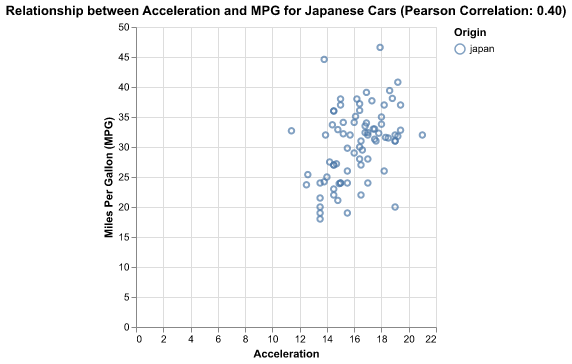 Relationship between Acceleration and MPG for Japanese Cars (Pearson Correlation: 0.40)
Origin
japan
50
45
40
35
30
25
20
15
10
5
0
Miles Per Gallon (MPG)
0 2 4 6 8 10 12 14 16 18 20 22
Acceleration